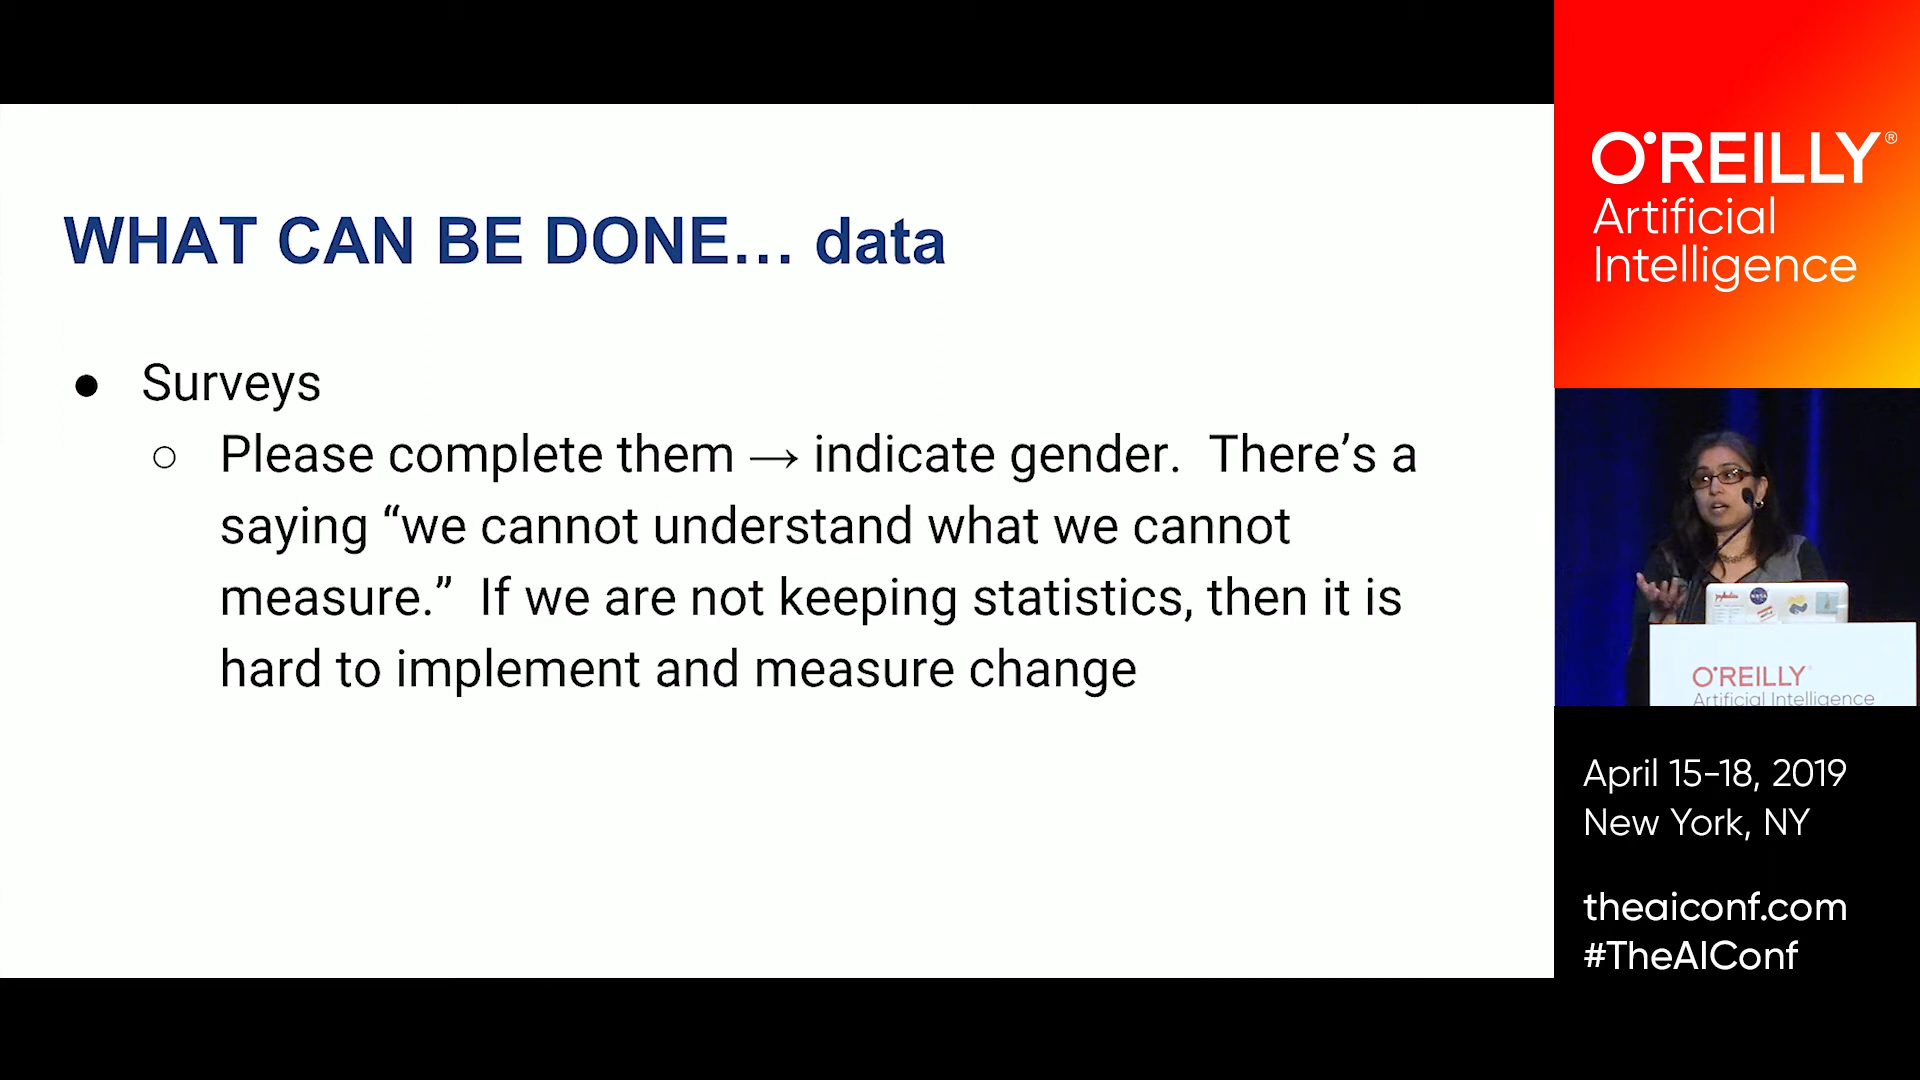 WHAT CAN BE DONE… data
● Surveys
○ Please complete them → indicate gender.  There’s a
saying “we cannot understand what we cannot
measure.”  If we are not keeping statistics, then it is
hard to implement and measure change
O'REILLY®
Artificial
Intelligence
O'REILLY
Artificial Intelligence
April 15-18, 2019
New York, NY
theaiconf.com
#TheAIConf